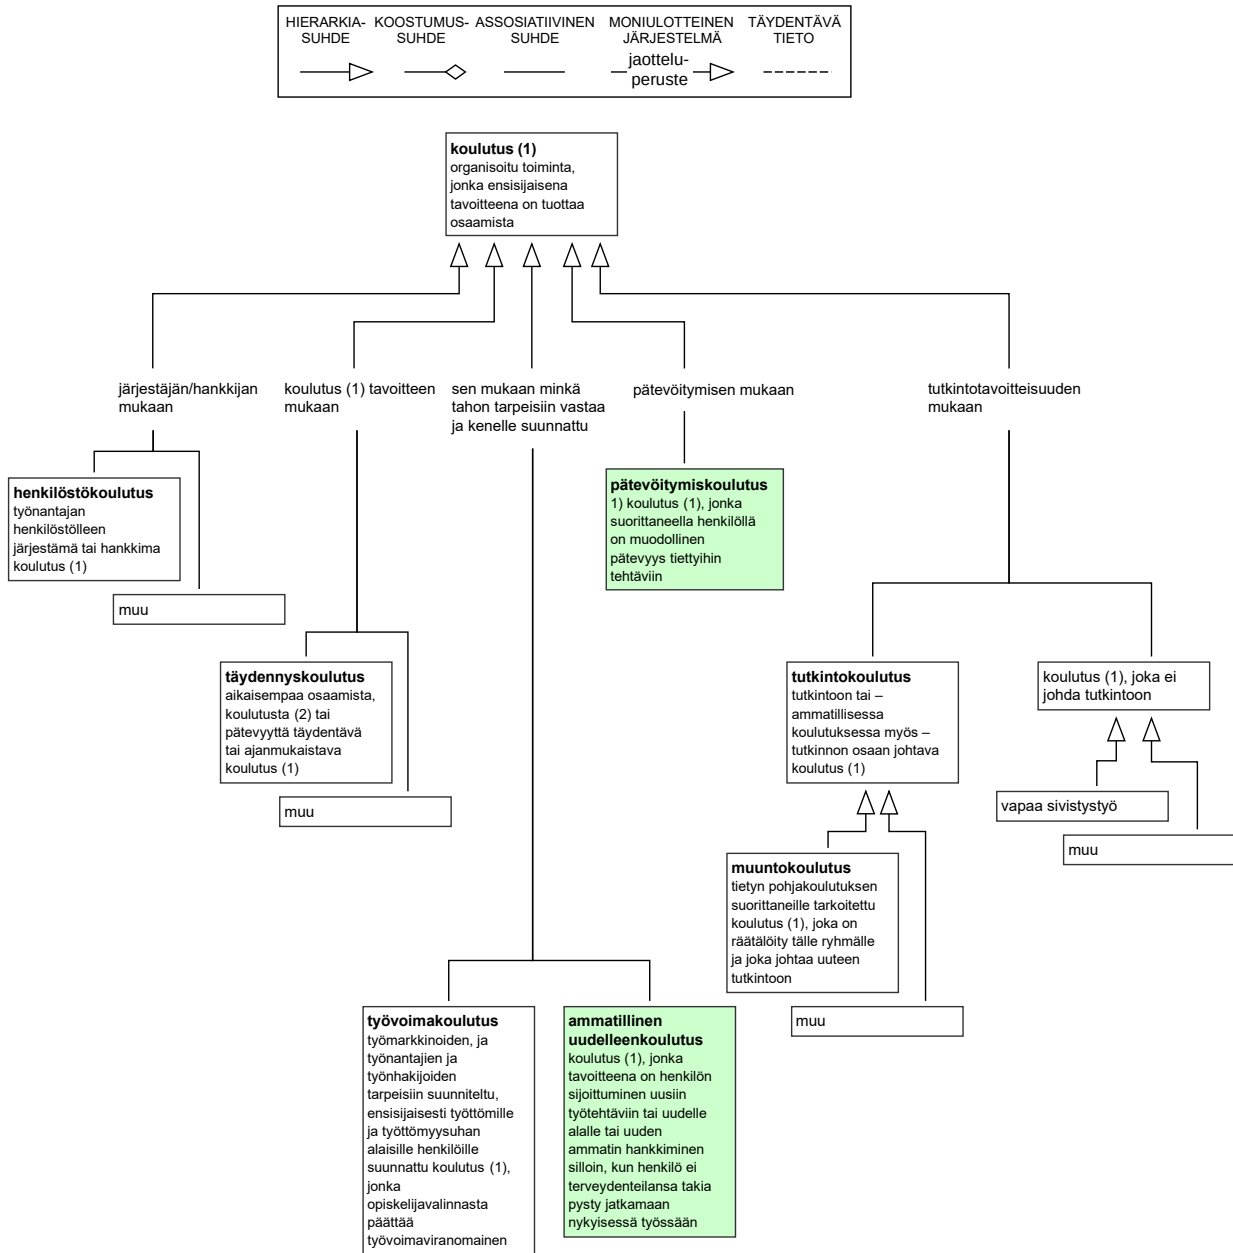 HIERARKIA-
SUHDE
KOOSTUMUS-
SUHDE
ASSOSIATIIVINEN
SUHDE
MONIULOTTEINEN
JÄRJESTELMÄ
jaottelu-
peruste
TÄYDENTÄVÄ
TIETO
koulutus (1)
organisoitu toiminta,
jonka ensisijaisena
tavoitteena on tuottaa
osaamista
järjestäjän/hankkijan
mukaan
koulutus (1) tavoitteen
mukaan
sen mukaan minkä
tahon tarpeisiin vastaa
ja kenelle suunnattu
pätevöitymisen mukaan
tutkintotavoitteisuuden
mukaan
henkilöstökoulutus
työnantajan
henkilöstölleen
järjestämä tai hankkima
koulutus (1)
muu
pätevöitymiskoulutus
1) koulutus (1), jonka
suorittaneella henkilöllä
on muodollinen
pätevyys tiettyihin
tehtäviin
täydennyskoulutus
aikaisempaa osaamista,
koulutusta (2) tai
pätevyyttä täydentävä
tai ajanmukaistava
koulutus (1)
muu
tutkintokoulutus
tutkintoon tai –
ammatillisessa
koulutuksessa myös –
tutkinnon osaan johtava
koulutus (1)
koulutus (1), joka ei
johda tutkintoon
vapaa sivistystyö
muu
muuntokoulutus
tietyn pohjakoulutuksen
suorittaneille tarkoitettu
koulutus (1), joka on
räätälöity tälle ryhmälle
ja joka johtaa uuteen
tutkintoon
muu
työvoimakoulutus
työmarkkinoiden, ja
työnantajien ja
työnhakijoiden
tarpeisiin suunniteltu,
ensisijaisesti työttömille
ja työttömyysuhan
alaisille henkilöille
suunnattu koulutus (1),
jonka
opiskelijavalinnasta
päättää
työvoimaviranomainen
ammatillinen
uudelleenkoulutus
koulutus (1), jonka
tavoitteena on henkilön
sijoittuminen uusiin
työtehtäviin tai uudelle
alalle tai uuden
ammatin hankkiminen
silloin, kun henkilö ei
terveydenteilansa takia
pysty jatkamaan
nykyisessä työssään